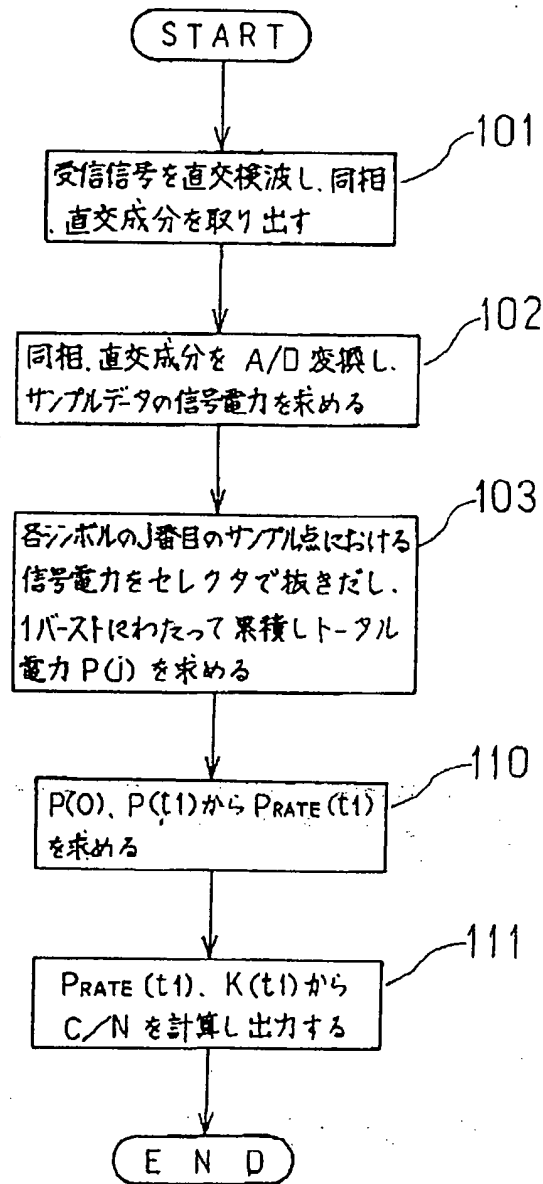 START
101
受信信号を直交検波し、同相
、直交成分を取り出す
102
同相、直交成分を A/D 変換し、
サンプルデータの信号電力を求める
103
各シンボルのJ番目のサンプル点における
信号電力をセレクタで抜きだし、
1バーストにわたって累積しトータル
電力 P(j) を求める
110
P(0)、P(t1)から PRATE(t1)
を求める
111
PRATE(t1)、K(t1)から
C/N を計算し出力する
END